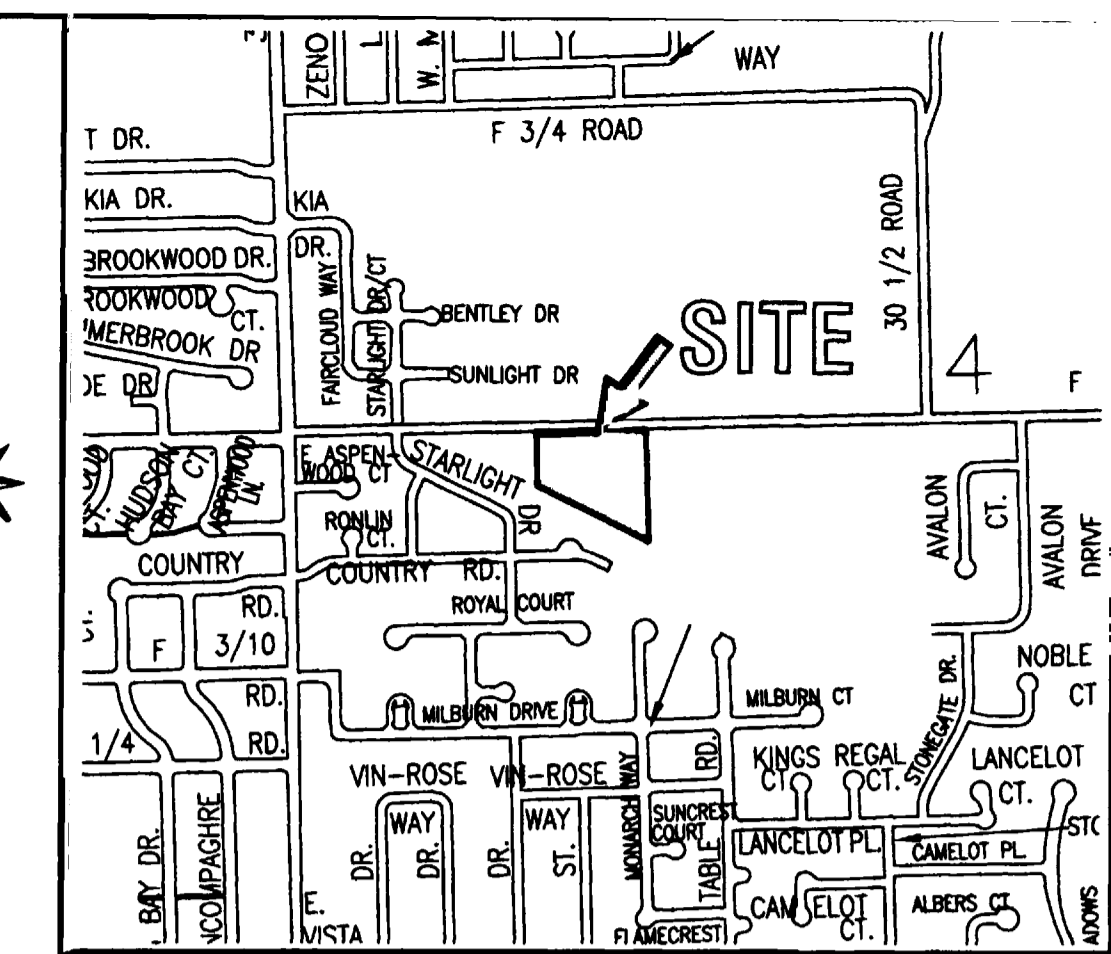 ZENO
L
W. M
WAY
F 3/4 ROAD
T DR.
KIA DR.
KIA
DR.
30 1/2 ROAD
BROOKWOOD DR.
ROOKWOOD
CT.
MERBROOK DR
FAIRCLOUD WAY
STARLIGHT DR/CT
BENTLEY DR
SITE
SUNLIGHT DR
DE DR
4
F
HUDSON
BAY CT.
ASPENWOOD
LN.
E ASPEN-
WOOD CT
STARLIGHT
DR
RONLIN
CT.
AVALON
CT.
AVALON
DRIVE
COUNTRY
COUNTRY RD.
RD.
ROYAL COURT
F 3/10
NOBLE
CT
RD.
STONEGATE DR.
MILBURN DRIVE
MILBURN CT
1/4 RD.
VIN-ROSE
VIN-ROSE
RD.
KINGS
CT.
REGAL
CT.
LANCELOT
CT.
WAY
WAY
MONARCH WAY
SUNCREST
COURT
TABLE
STO
LANCELOT PL.
CAMELOT PL.
BAY DR.
NCOMPAGHRE
DR.
DR.
DR.
ST.
CAMELOT
CT.
ALBERS CT.
E.
VISTA
FLAMECREST
ADOWS